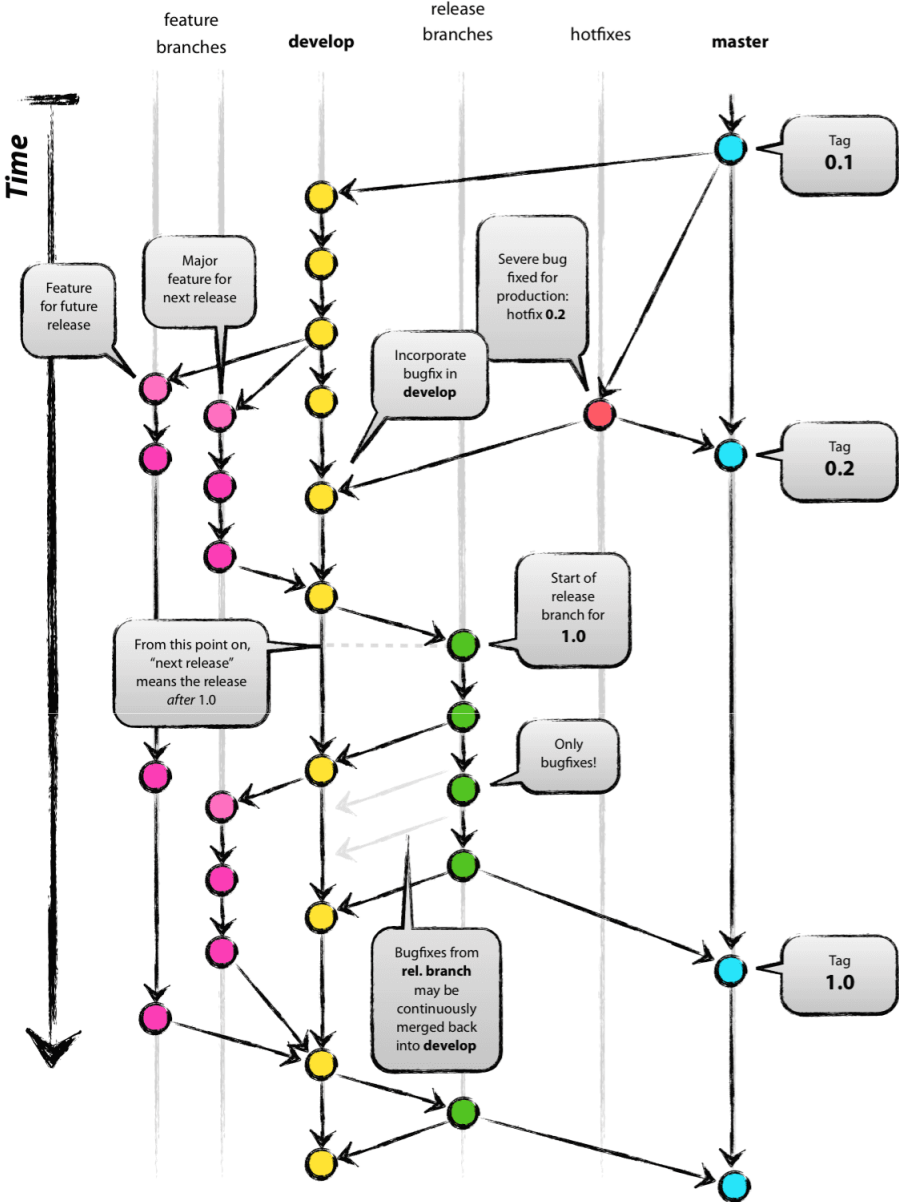 feature
branches
develop
release
branches
hotfixes
master
Time
Tag
0.1
Major
feature for
next release
Feature
for future
release
Severe bug
fixed for
production:
hotfix 0.2
Incorporate
bugfix in
develop
Tag
0.2
Start of
release
branch for
1.0
From this point on,
“next release”
means the release
after 1.0
Only
bugfixes!
Bugfixes from
rel. branch
may be
continuously
merged back
into develop
Tag
1.0